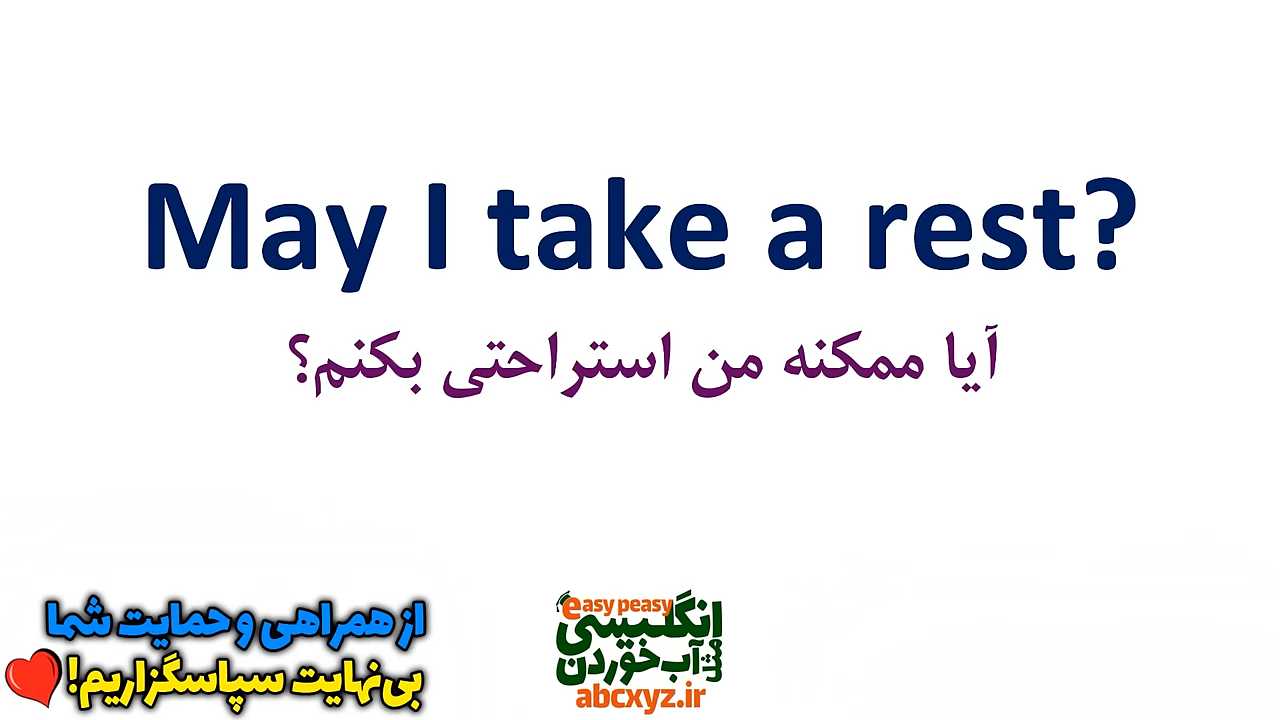 May I take a rest?
آیا ممکنه من استراحتی بکنم؟
از همراهی و حمایت شما
بی‌نهایت سپاسگزاریم!
easy peasy
انگلیسی
مثل آب خوردن
abcxyz.ir